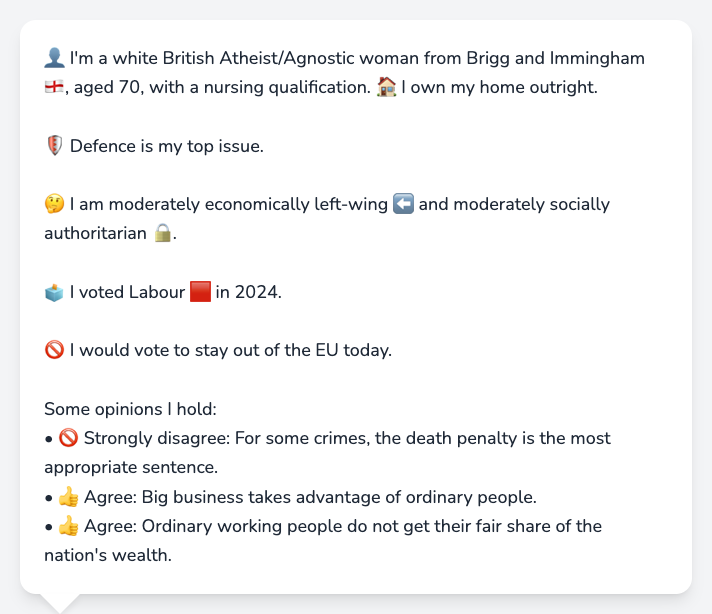 👤 I'm a white British Atheist/Agnostic woman from Brigg and Immingham
🏴󠁧󠁢󠁥󠁮󠁧󠁿, aged 70, with a nursing qualification. 🏠 I own my home outright.
🛡️ Defence is my top issue.
🤔 I am moderately economically left-wing ⬅️ and moderately socially
authoritarian 🔒.
🗳️ I voted Labour 🟥 in 2024.
🚫 I would vote to stay out of the EU today.
Some opinions I hold:
• 🚫 Strongly disagree: For some crimes, the death penalty is the most
appropriate sentence.
• 👍 Agree: Big business takes advantage of ordinary people.
• 👍 Agree: Ordinary working people do not get their fair share of the
nation's wealth.